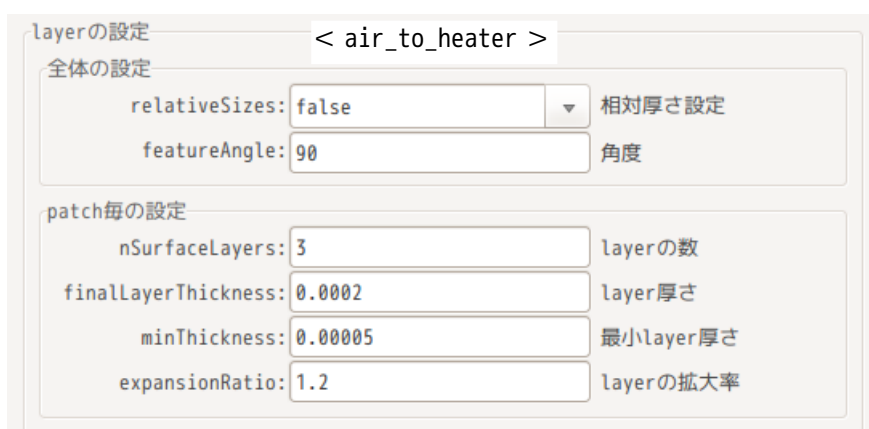 layerの設定
< air_to_heater >
全体の設定
relativeSizes: false 相対厚さ設定
featureAngle: 90 角度
patch毎の設定
nSurfaceLayers: 3 layerの数
finalLayerThickness: 0.0002 layer厚さ
minThickness: 0.00005 最小layer厚さ
expansionRatio: 1.2 layerの拡大率